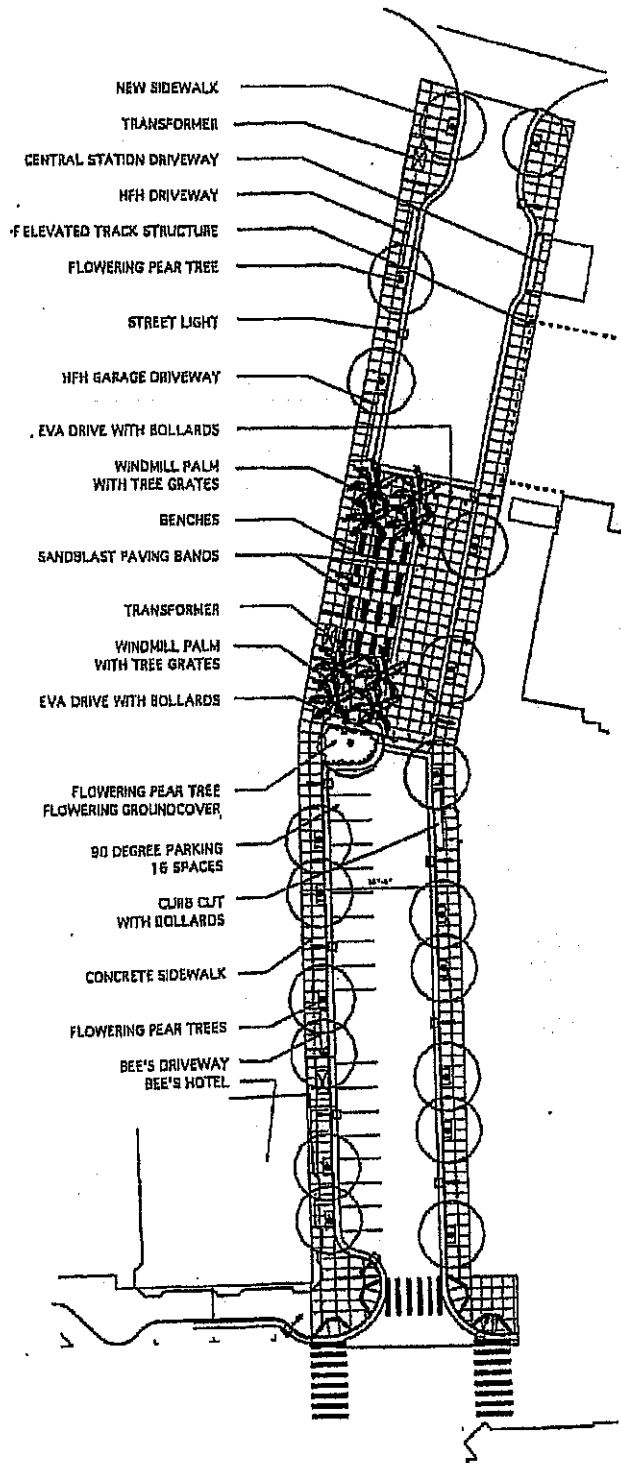 NEW SIDEWALK
TRANSFORMER
CENTRAL STATION DRIVEWAY
HFH DRIVEWAY
F ELEVATED TRACK STRUCTURE
FLOWERING PEAR TREE
STREET LIGHT
HFH GARAGE DRIVEWAY
EVA DRIVE WITH BOLLARDS
WINDMILL PALM
WITH TREE GRATES
BENCHES
SANDBLAST PAVING BANDS
TRANSFORMER
WINDMILL PALM
WITH TREE GRATES
EVA DRIVE WITH BOLLARDS
FLOWERING PEAR TREE
FLOWERING GROUNDCOVER
90 DEGREE PARKING
16 SPACES
CURB CUT
WITH BOLLARDS
CONCRETE SIDEWALK
FLOWERING PEAR TREES
BEE'S DRIVEWAY
BEE'S HOTEL